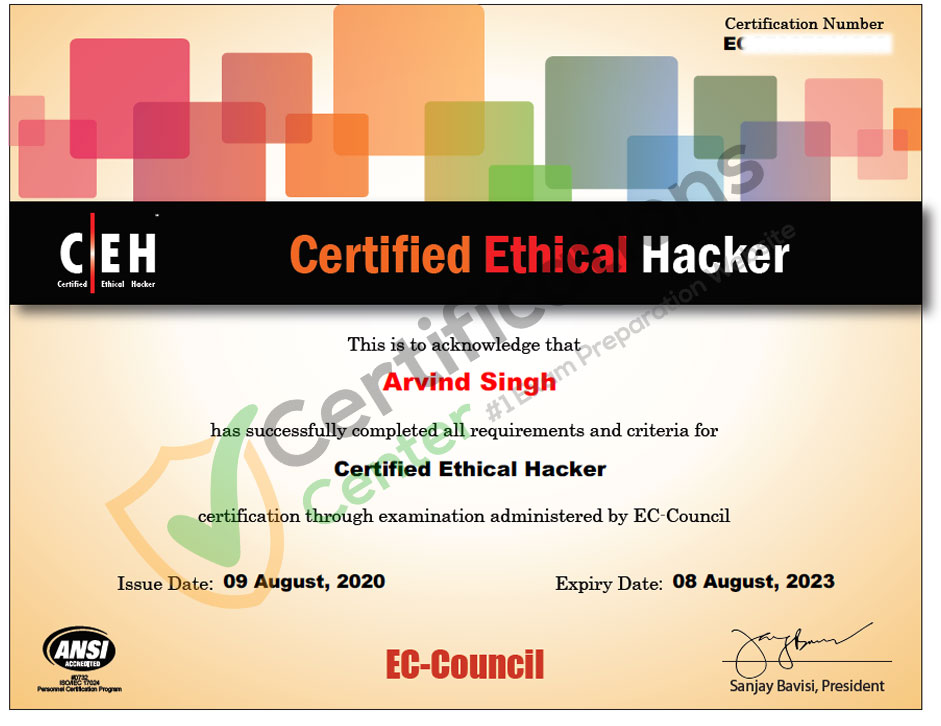 Certification Number
EC
CEH™
Certified Ethical Hacker
Certified Ethical Hacker
This is to acknowledge that
Arvind Singh
has successfully completed all requirements and criteria for
Certified Ethical Hacker
certification through examination administered by EC-Council
Issue Date: 09 August, 2020
Expiry Date: 08 August, 2023
Certifications
Center #1 Exam Preparation Website
ANSI
ACCREDITED
#0732
ISO/IEC 17024
Personnel Certification Program
EC-Council
Sanjay Bavisi, President